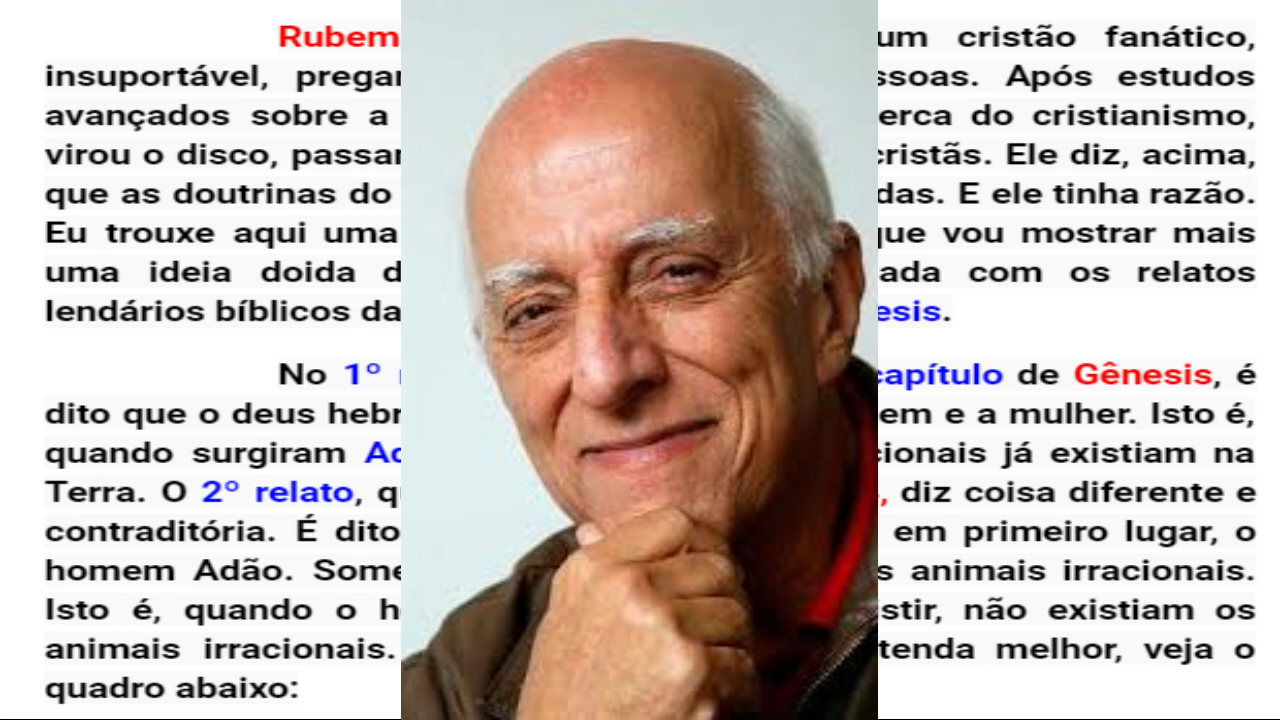 Rubem um cristão fanático,
insuportável, pregar ssoas. Após estudos
avançados sobre a erca do cristianismo,
virou o disco, passar cristãs. Ele diz, acima,
que as doutrinas do das. E ele tinha razão.
Eu trouxe aqui uma que vou mostrar mais
uma ideia doida d ada com os relatos
lendários bíblicos da esis.
No 1º capítulo de Gênesis, é
dito que o deus hebr em e a mulher. Isto é,
quando surgiram Ad cionais já existiam na
Terra. O 2º relato, q , diz coisa diferente e
contraditória. É dito em primeiro lugar, o
homem Adão. Some s animais irracionais.
Isto é, quando o h stir, não existiam os
animais irracionais. tenda melhor, veja o
quadro abaixo: